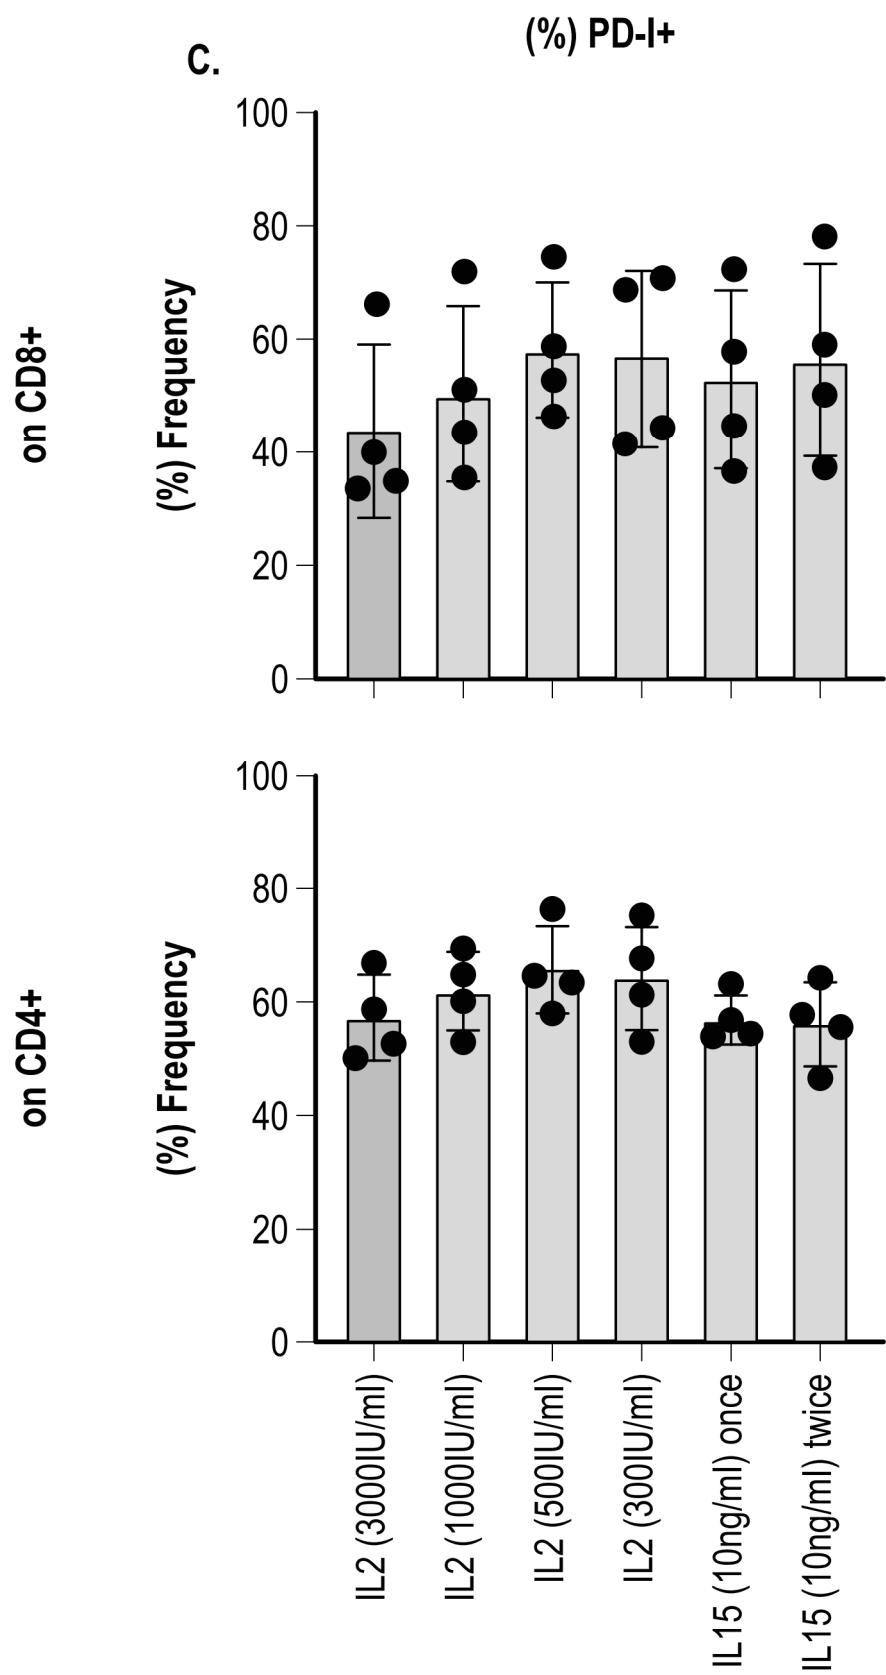 C.
(%) PD-I+
on CD8+
(%) Frequency
100
80
60
40
20
0
on CD4+
(%) Frequency
100
80
60
40
20
0
IL2 (3000IU/ml)
IL2 (1000IU/ml)
IL2 (500IU/ml)
IL2 (300IU/ml)
IL15 (10ng/ml) once
IL15 (10ng/ml) twice